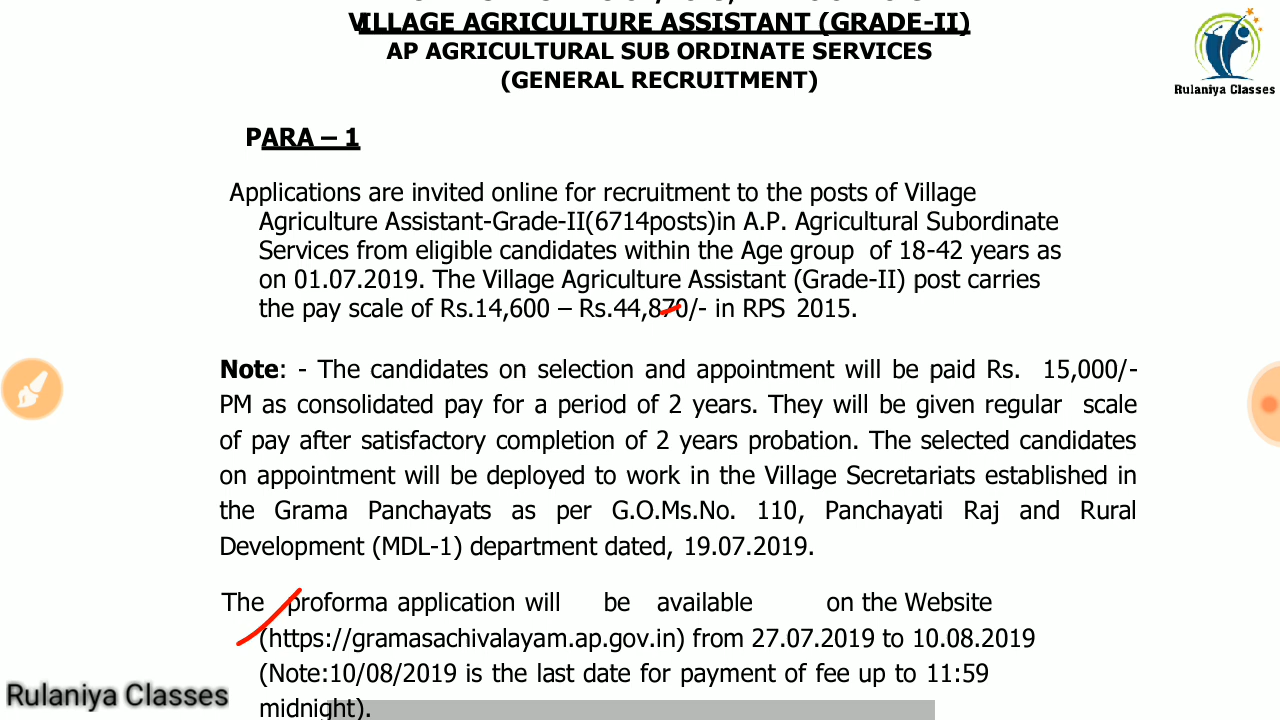 VILLAGE AGRICULTURE ASSISTANT (GRADE-II)
AP AGRICULTURAL SUB ORDINATE SERVICES
(GENERAL RECRUITMENT)
Rulaniya Classes
PARA – 1
Applications are invited online for recruitment to the posts of Village
Agriculture Assistant-Grade-II(6714posts)in A.P. Agricultural Subordinate
Services from eligible candidates within the Age group of 18-42 years as
on 01.07.2019. The Village Agriculture Assistant (Grade-II) post carries
the pay scale of Rs.14,600 – Rs.44,870/- in RPS 2015.
Note: - The candidates on selection and appointment will be paid Rs. 15,000/-
PM as consolidated pay for a period of 2 years. They will be given regular scale
of pay after satisfactory completion of 2 years probation. The selected candidates
on appointment will be deployed to work in the Village Secretariats established in
the Grama Panchayats as per G.O.Ms.No. 110, Panchayati Raj and Rural
Development (MDL-1) department dated, 19.07.2019.
The proforma application will be available on the Website
(https://gramasachivalayam.ap.gov.in) from 27.07.2019 to 10.08.2019
(Note:10/08/2019 is the last date for payment of fee up to 11:59
midnight).
Rulaniya Classes